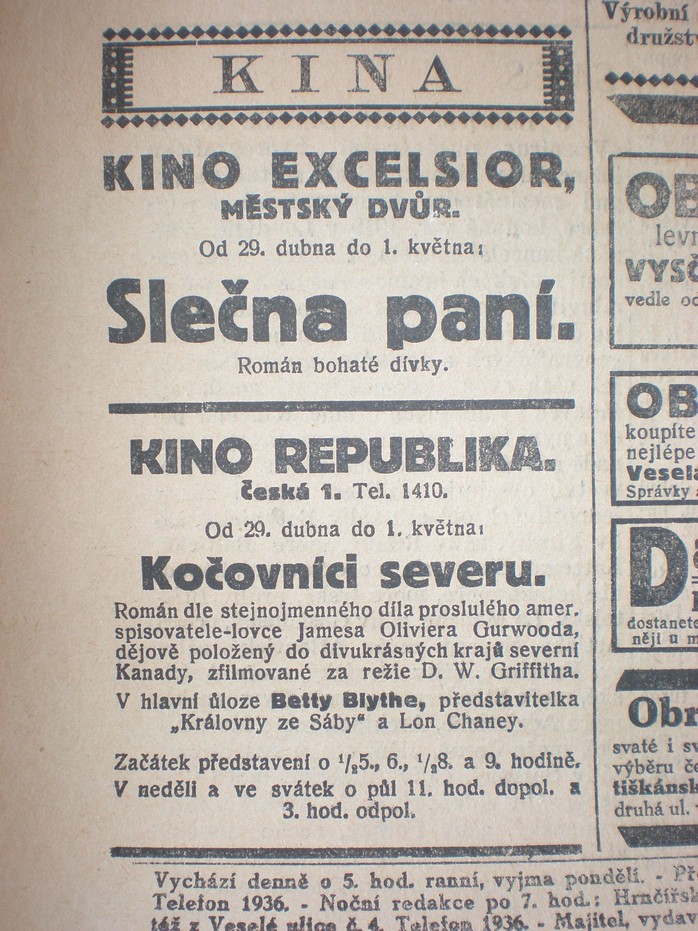 KINA
KINO EXCELSIOR,
MĚSTSKÝ DVŮR.
Od 29. dubna do 1. května:
Slečna paní.
Román bohaté dívky.
KINO REPUBLIKA.
Česká 1. Tel. 1410.
Od 29. dubna do 1. května:
Kočovníci severu.
Román dle stejnojmenného díla proslulého amer.
spisovatele-lovce Jamesa Oliviera Gurwooda,
dějově položený do divukrásných krajů severní
Kanady, zfilmované za režie D. W. Griffitha.
V hlavní úloze Betty Blythe, představitelka
„Královny ze Sáby“ a Lon Chaney.
Začátek představení o ½5., 6., ½8. a 9. hodině.
V neděli a ve svátek o půl 11. hod. dopol. a
3. hod. odpol.
Vychází denně o 5. hod. ranní, vyjma pondělí. - Př
Telefon 1936. - Noční redakce po 7. hod.: Hrnčířsk
též z Veselé ulice č. 4. Telefon 1936. - Majitel, vydav
Výrobní
družstv
OB
levn
VYSČ
vedle o
OB
koupíte
nejlépe
Vesela
Správky
D
dostanete
něji u m
Obr
svaté i sv
výběru če
tiškánsk
druhá ul.